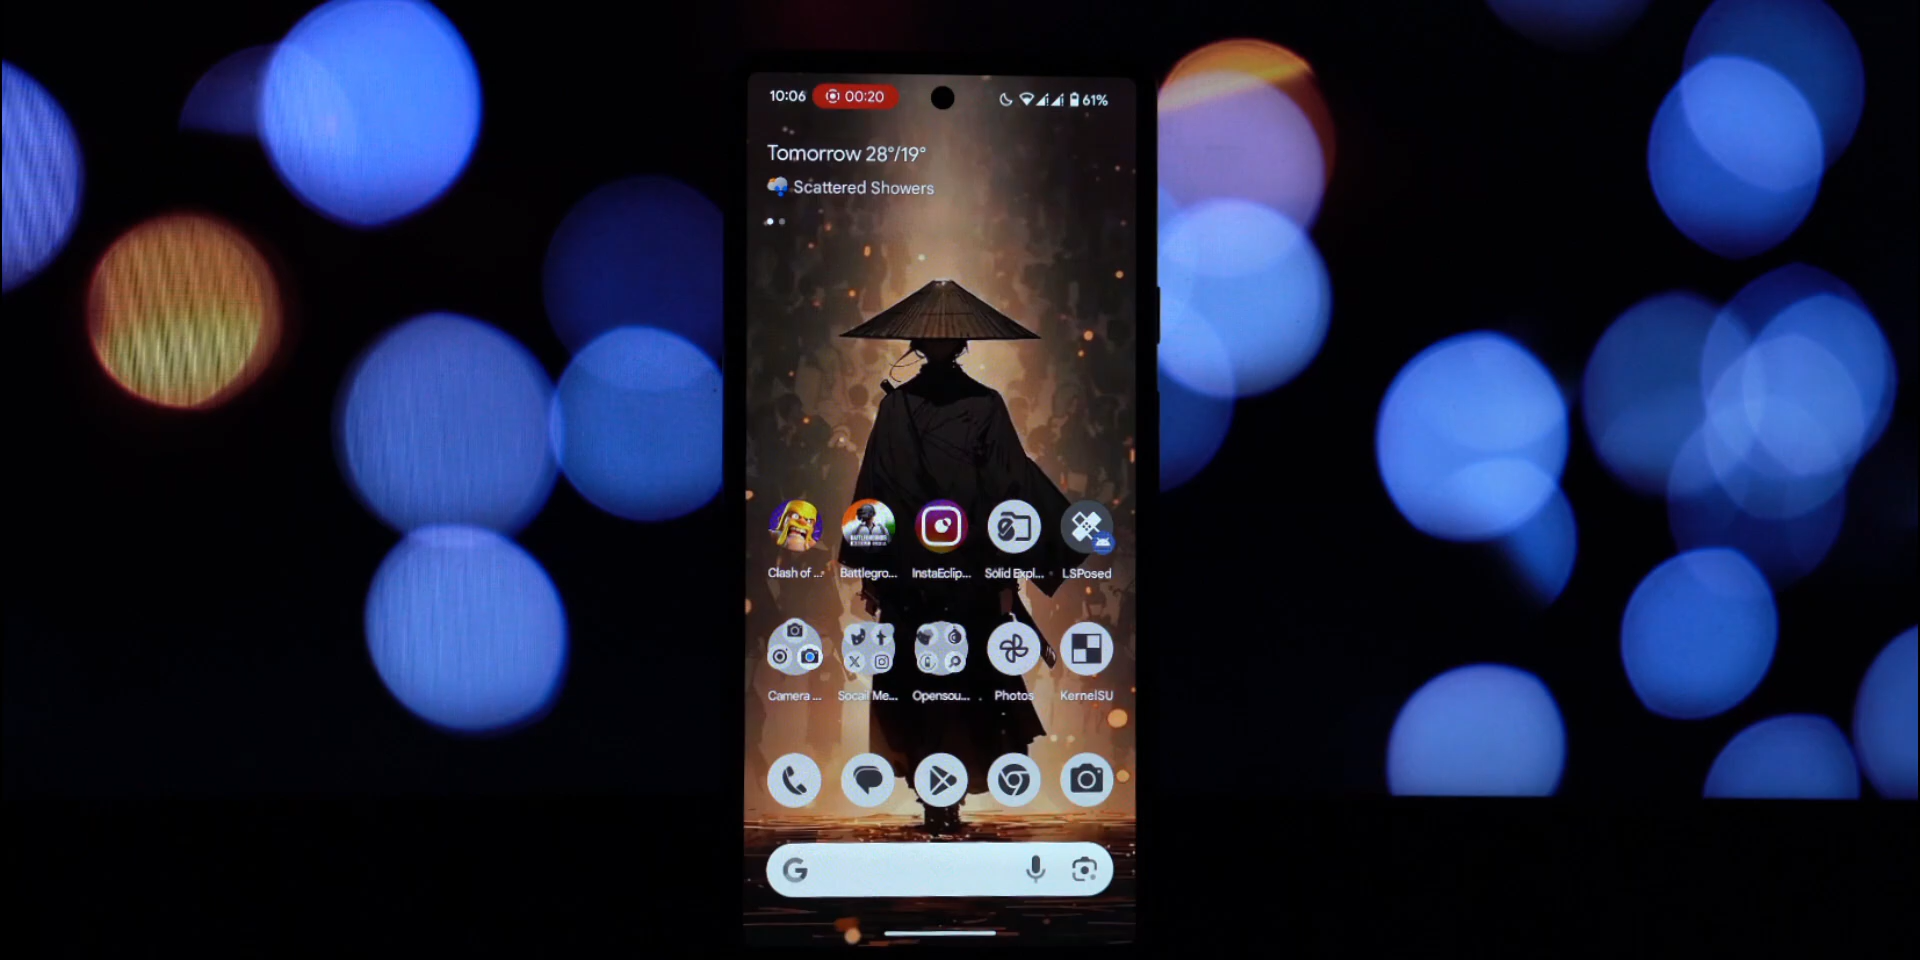 10:06 00:20 61%
Tomorrow 28°/19°
Scattered Showers
Clash of ... Battlegro... InstaEclip... Solid Expl... LSPosed
Camera ... Socail Me... Opensou... Photos KernelSU
G